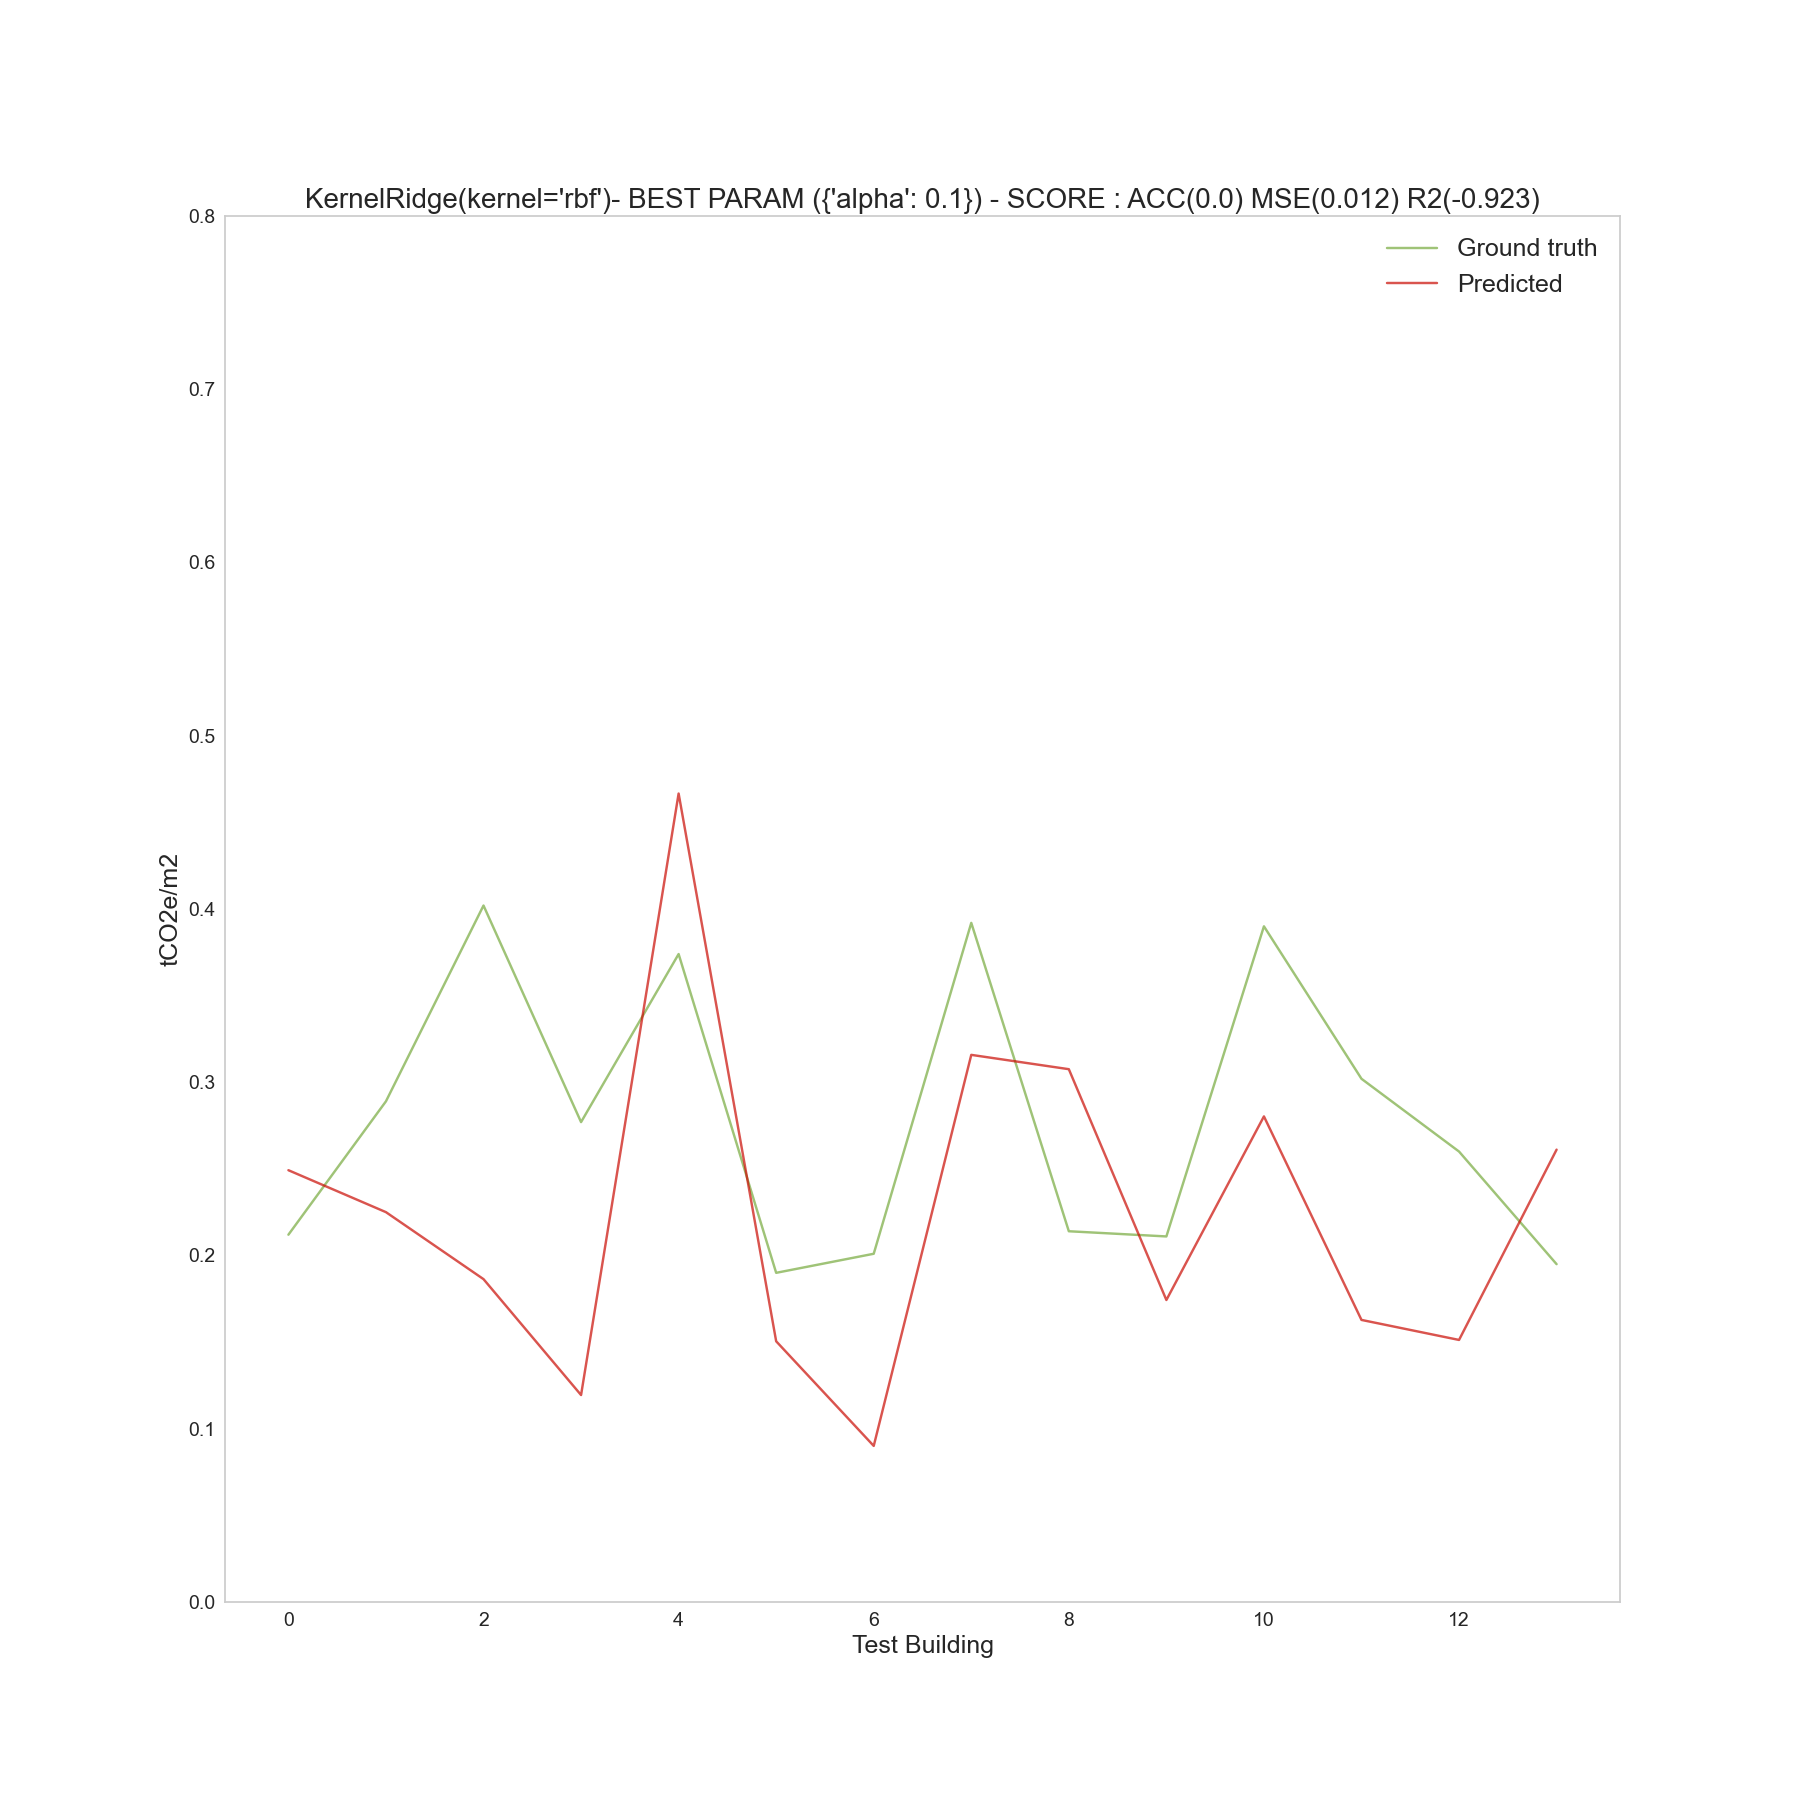 KernelRidge(kernel='rbf')- BEST PARAM ({'alpha': 0.1}) - SCORE : ACC(0.0) MSE(0.012) R2(-0.923)
Ground truth
Predicted
0.8
0.7
0.6
0.5
0.4
0.3
0.2
0.1
0.0
tCO2e/m2
0 2 4 6 8 10 12
Test Building